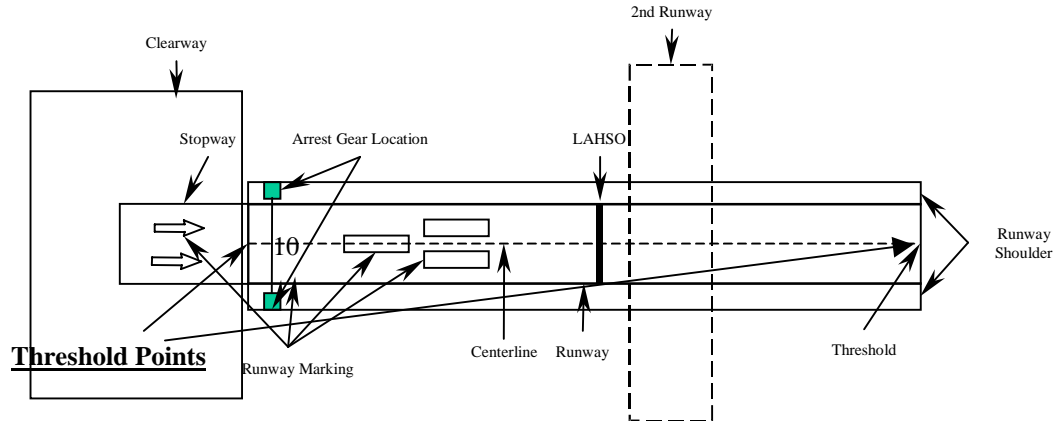 2nd Runway
Clearway
Stopway
Arrest Gear Location
LAHSO
10
Runway
Shoulder
Threshold Points
Runway Marking
Centerline
Runway
Threshold